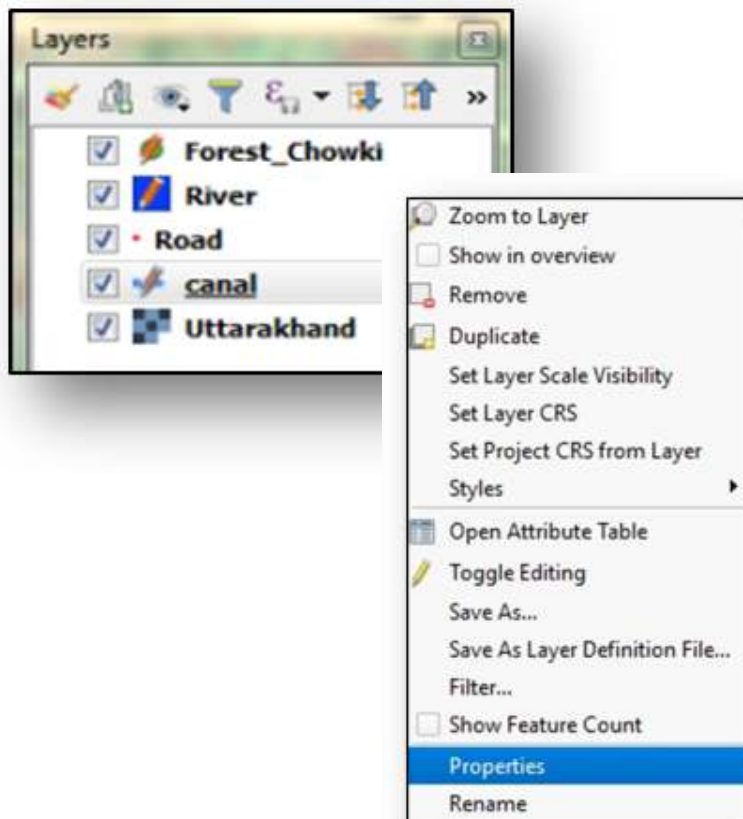 Layers
»
Forest_Chowki
River
Road
canal
Uttarakhand
Zoom to Layer
Show in overview
Remove
Duplicate
Set Layer Scale Visibility
Set Layer CRS
Set Project CRS from Layer
Styles
Open Attribute Table
Toggle Editing
Save As...
Save As Layer Definition File...
Filter...
Show Feature Count
Properties
Rename